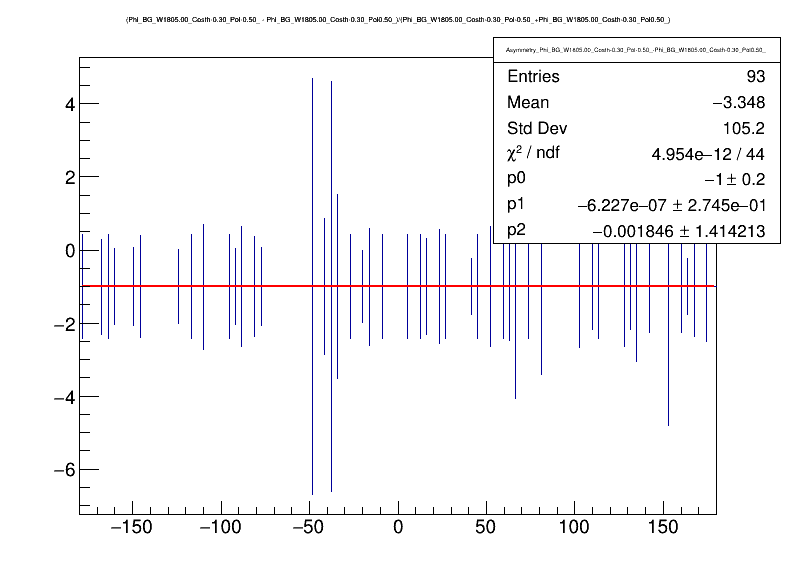 (Phi_BG_W1805.00_Costh-0.30_Pol-0.50_ - Phi_BG_W1805.00_Costh-0.30_Pol0.50_)/(Phi_BG_W1805.00_Costh-0.30_Pol-0.50_+Phi_BG_W1805.00_Costh-0.30_Pol0.50_)
Asymmetry_Phi_BG_W1805.00_Costh-0.30_Pol-0.50_-Phi_BG_W1805.00_Costh-0.30_Pol0.50_
Entries 93
Mean −3.348
Std Dev 105.2
χ² / ndf 4.954e−12 / 44
p0 −1 ± 0.2
p1 −6.227e−07 ± 2.745e−01
p2 −0.001846 ± 1.414213
4
2
0
−2
−4
−6
−150 −100 −50 0 50 100 150